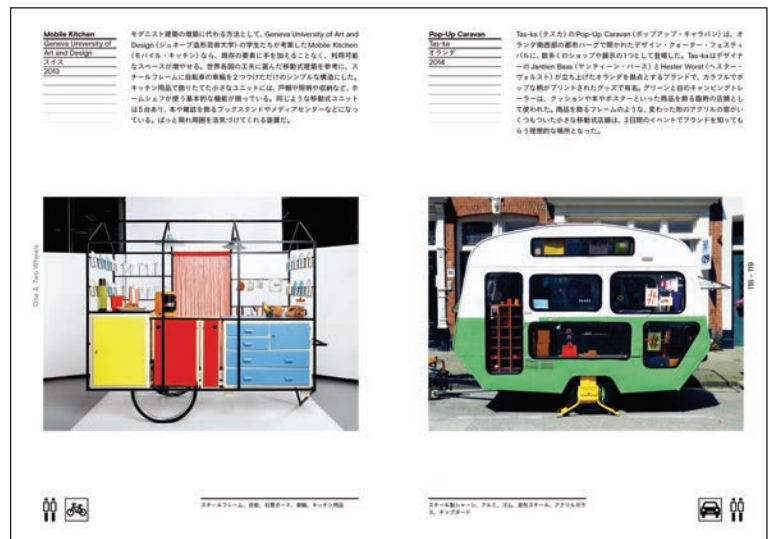 Mobile Kitchen
Geneva University of
Art and Design
スイス
2013
モダニスト建築の増築に代わる方法として、Geneva University of Art and
Design（ジュネーブ造形芸術大学）の学生たちが考案したMobile Kitchen
（モバイル・キッチン）なら、既存の要素に手を加えることなく、利用可能
なスペースが増やせる。世界各国の工夫に富んだ移動式建築を参考に、ス
チールフレームに自転車の車輪を2つつけただけのシンプルな構造にした。
キッチン用品で飾りたてた小さなユニットには、戸棚や照明や収納など、ホ
ームシェフが使う基本的な機能が揃っている。同じような移動式ユニット
は5台あり、本や雑誌を飾るブックスタンドやメディアセンターなどになっ
ている。ぱっと現れ周囲を活気づけてくれる装置だ。
One & Two Wheels
スチールフレーム、合板、石膏ボード、車輪、キッチン用品
Pop-Up Caravan
Tas-ka
オランダ
2014
Tas-ka（タスカ）のPop-Up Caravan（ポップアップ・キャラバン）は、オ
ランダ南西部の都市ハーグで開かれたデザイン・クォーター・フェスティ
バルに、数多くのショップや展示の1つとして登場した。Tas-kaはデザイナ
ーのJantien Baas（ヤンティーン・バース）とHester Worst（ヘスター・
ヴォルスト）が立ち上げたオランダを拠点とするブランドで、カラフルでポ
ップな柄がプリントされたグッズで有名。グリーンと白のキャンピングトレ
ーラーは、クッションや本やポスターといった商品を飾る臨時の店舗とし
て使われた。商品を飾るフレームのような、変わった形のアクリルの窓がい
くつもついた小さな移動式店舗は、3日間のイベントでブランドを知っても
らう理想的な場所となった。
118 – 119
スチール製シャーシ、アルミ、ゴム、波形スチール、アクリルガラ
ス、チップボード